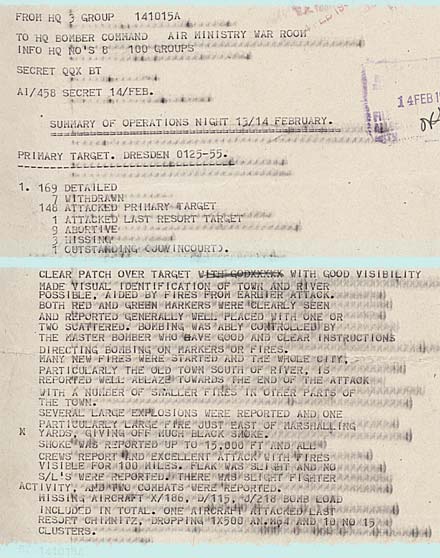 FROM HQ 3 GROUP 141015A
TO HQ BOMBER COMMAND AIR MINISTRY WAR ROOM
INFO HQ NO'S 8 100 GROUPS
SECRET QQX BT
AI/458 SECRET 14/FEB.
14 FEB
SUMMARY OF OPERATIONS NIGHT 13/14 FEBRUARY.
PRIMARY TARGET. DRESDEN 0125-55.
1. 169 DETAILED
7 WITHDRAWN
148 ATTACKED PRIMARY TARGET
1 ATTACKED LAST RESORT TARGET
9 ABORTIVE
3 MISSING
1 OUTSTANDING (JUVINCOURT).
CLEAR PATCH OVER TARGET WITH GODXXXXX WITH GOOD VISIBILITY
MADE VISUAL IDENTIFICATION OF TOWN AND RIVER
POSSIBLE, AIDED BY FIRES FROM EARLIER ATTACK.
BOTH RED AND GREEN MARKERS WERE CLEARLY SEEN
AND REPORTED GENERALLY WELL PLACED WITH ONE OR
TWO SCATTERED. BOMBING WAS ABLY CONTROLLED BY
THE MASTER BOMBER WHO GAVE GOOD AND CLEAR INSTRUCTIONS
DIRECTING BOMBING ON MARKERS OR FIRES.
MANY NEW FIRES WERE STARTED AND THE WHOLE CITY,
PARTICULARLY THE OLD TOWN SOUTH OF RIVER, IS
REPORTED WELL ABLAZE TOWARDS THE END OF THE ATTACK
WITH A NUMBER OF SMALLER FIRES IN OTHER PARTS OF
THE TOWN.
SEVERAL LARGE EXPLOSIONS WERE REPORTED AND ONE
PARTICULARLY LARGE FIRE JUST EAST OF MARSHALLING
N YARDS, GIVING OFF MUCH BLACK SMOKE.
SMOKE WAS REPORTED UP TO 15,000 FT AND ALL
CREWS REPORT AND EXCELLENT ATTACK WITH FIRES
VISIBLE FOR 100 MILES. FLAK WAS SLIGHT AND NO
S/L'S WERE REPORTED. THERE WAS SLIGHT FIGHTER
ACTIVITY, AND TWO COMBATS WERE REPORTED.
MISSING AIRCRAFT X/186, D/115, J/218 BOMB LOAD
INCLUDED IN TOTAL. ONE AIRCRAFT ATTACKED LAST
RESORT CHIMNITZ, DROPPING 1X500 AN.M64 AND 10 NO 15
CLUSTERS.